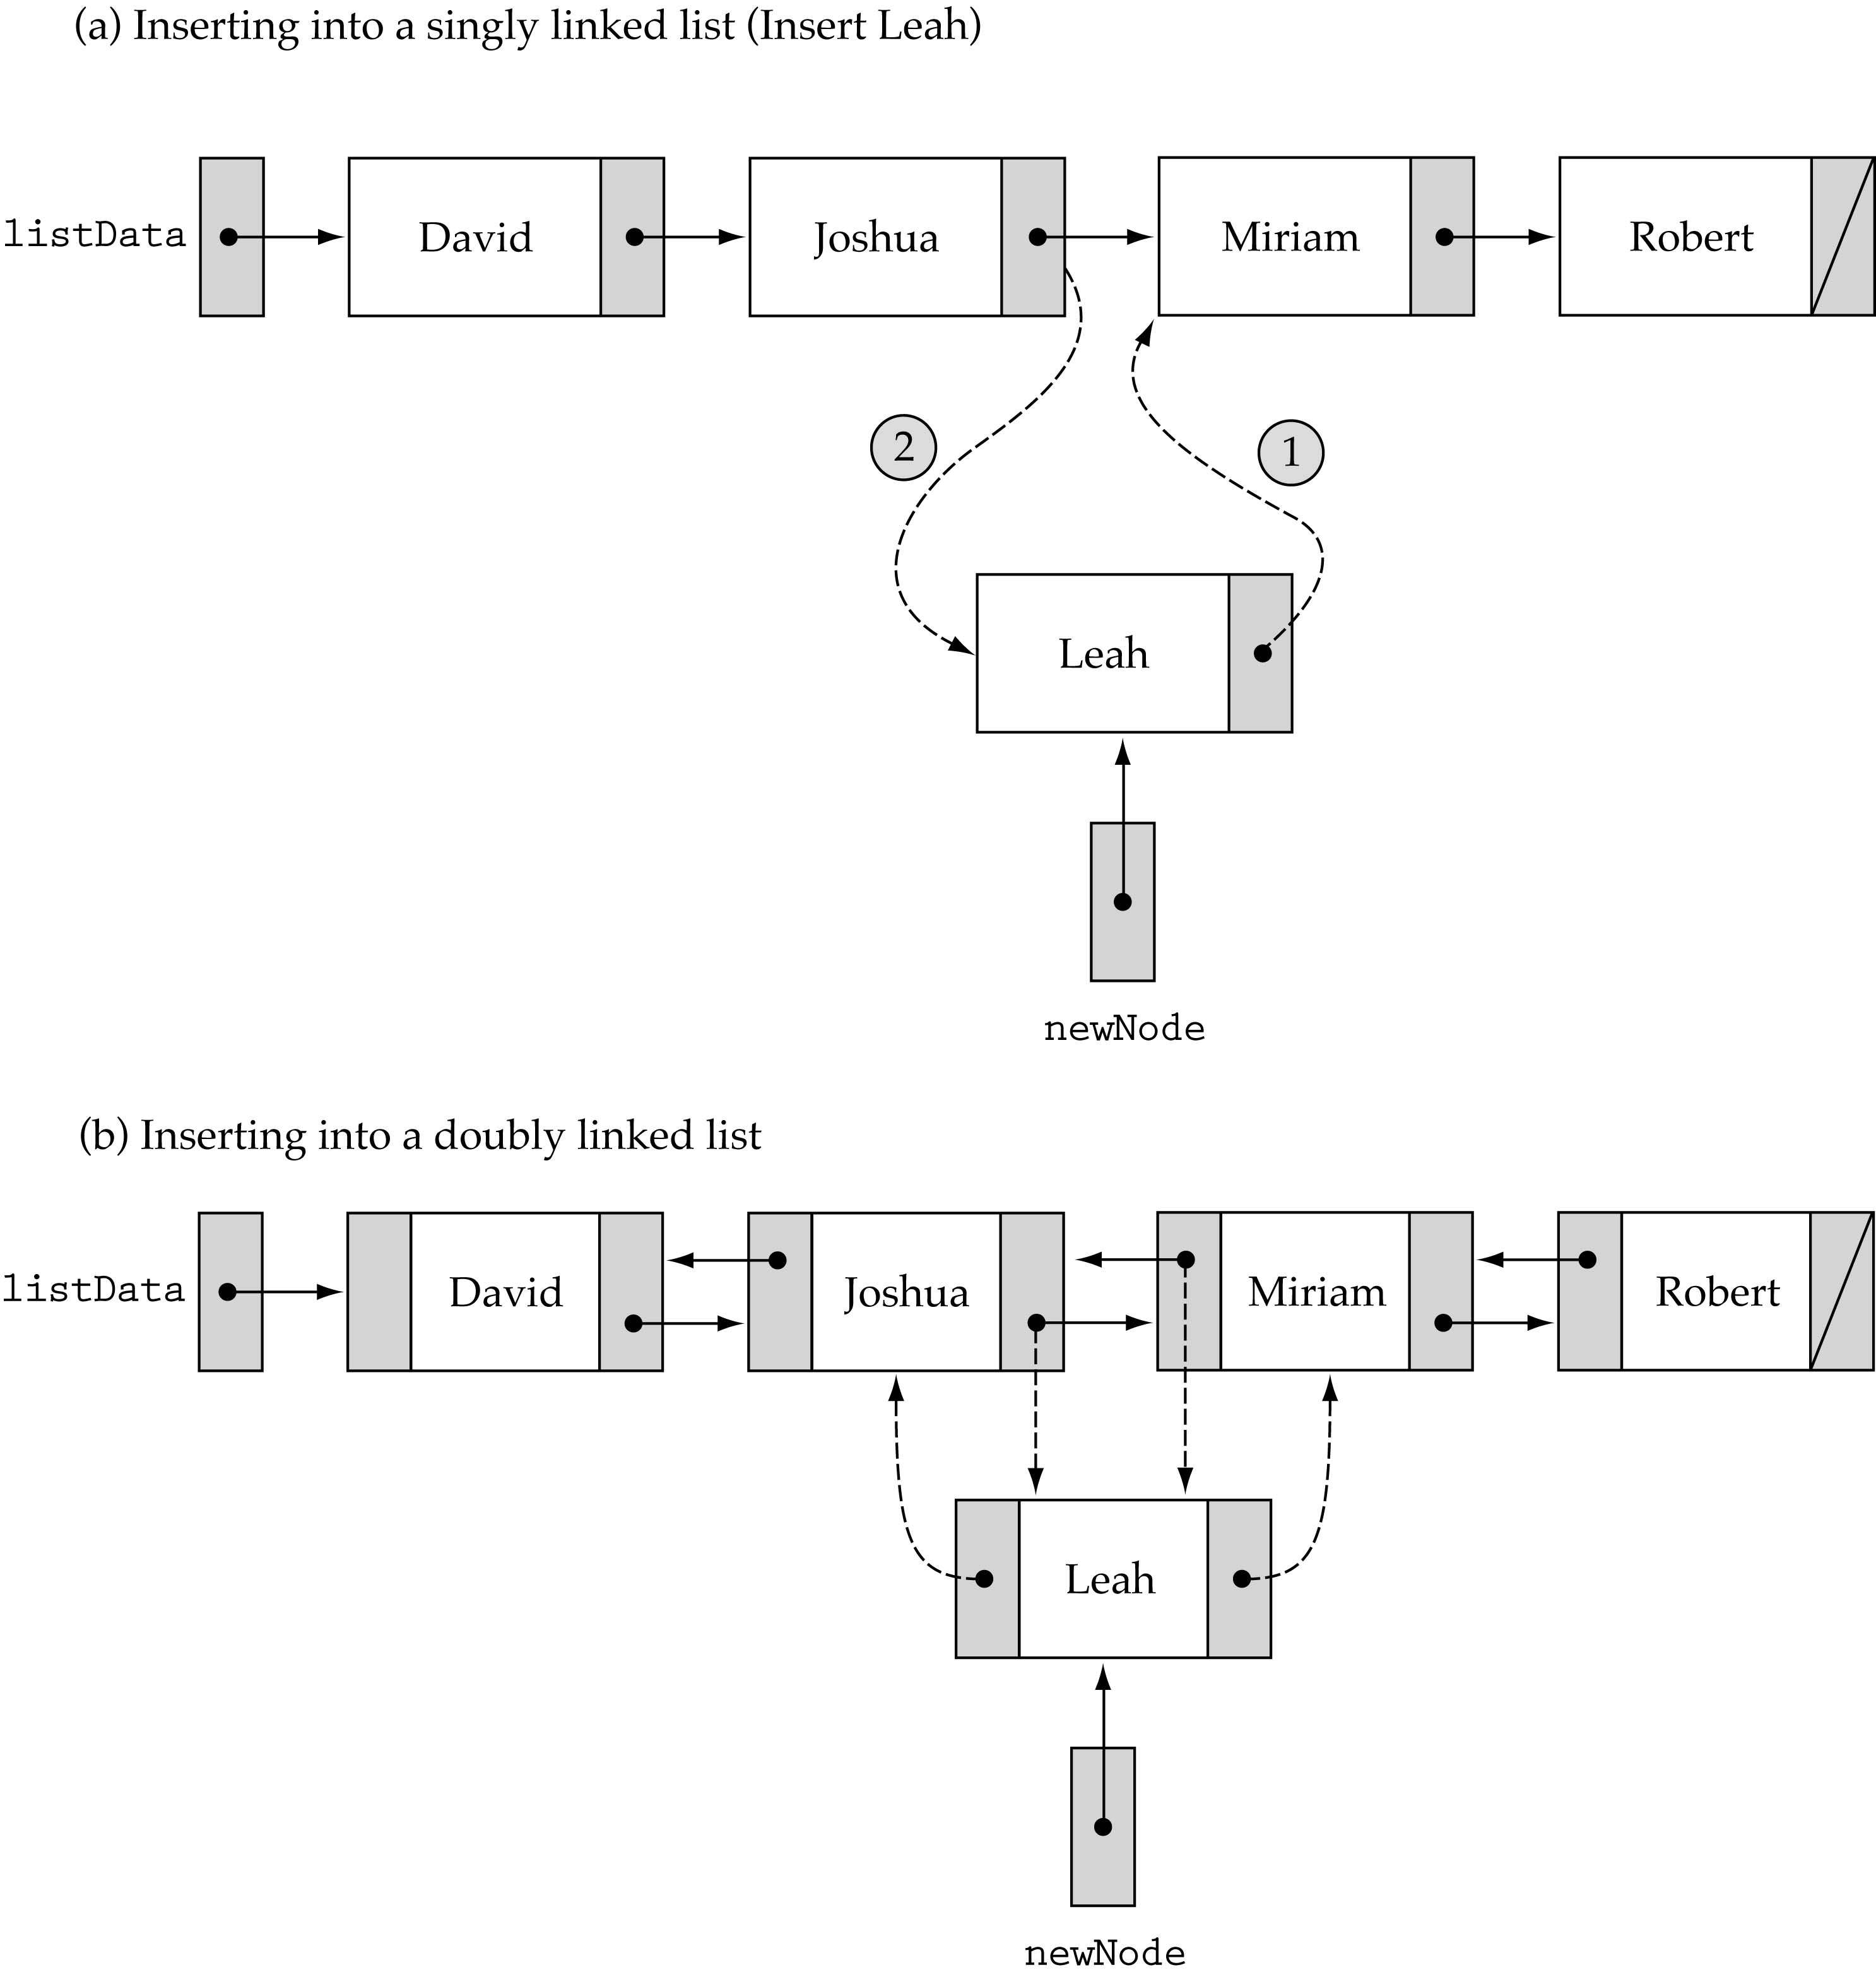 (a) Inserting into a singly linked list (Insert Leah)
listData David Joshua Miriam Robert
2 1
Leah
newNode
(b) Inserting into a doubly linked list
listData David Joshua Miriam Robert
Leah
newNode